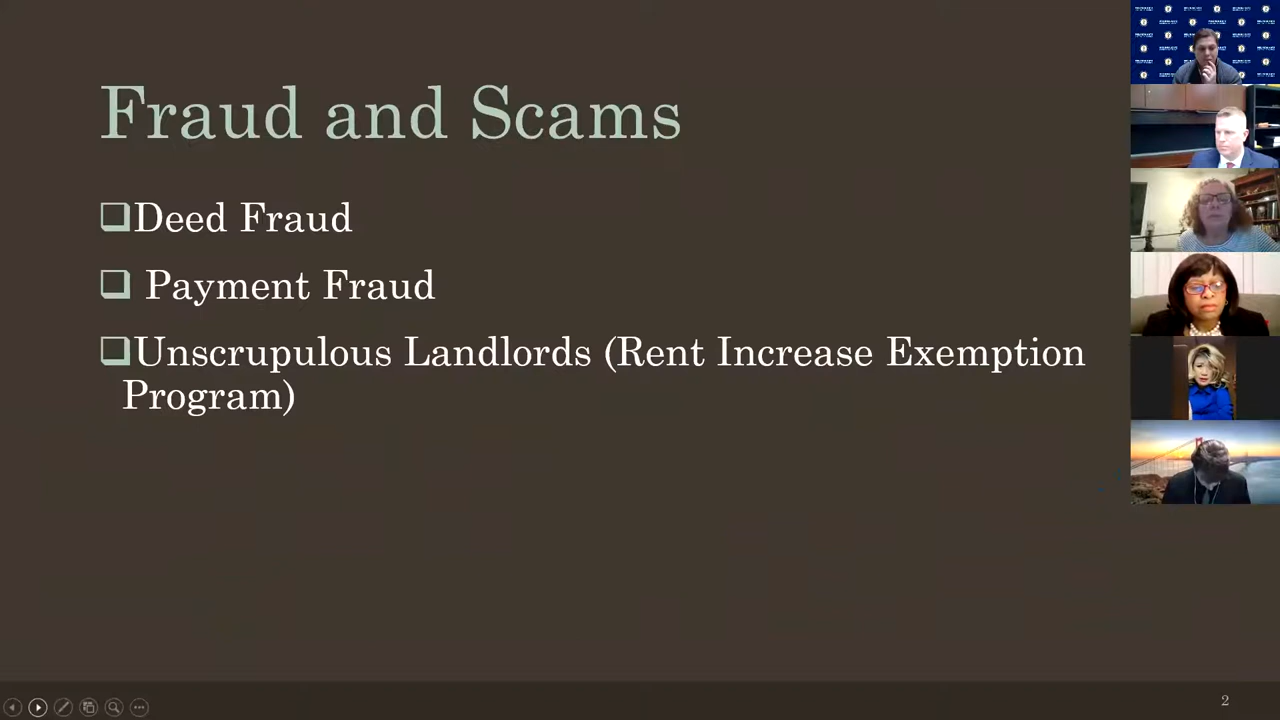 Fraud and Scams
❑Deed Fraud
❑ Payment Fraud
❑Unscrupulous Landlords (Rent Increase Exemption
Program)
2